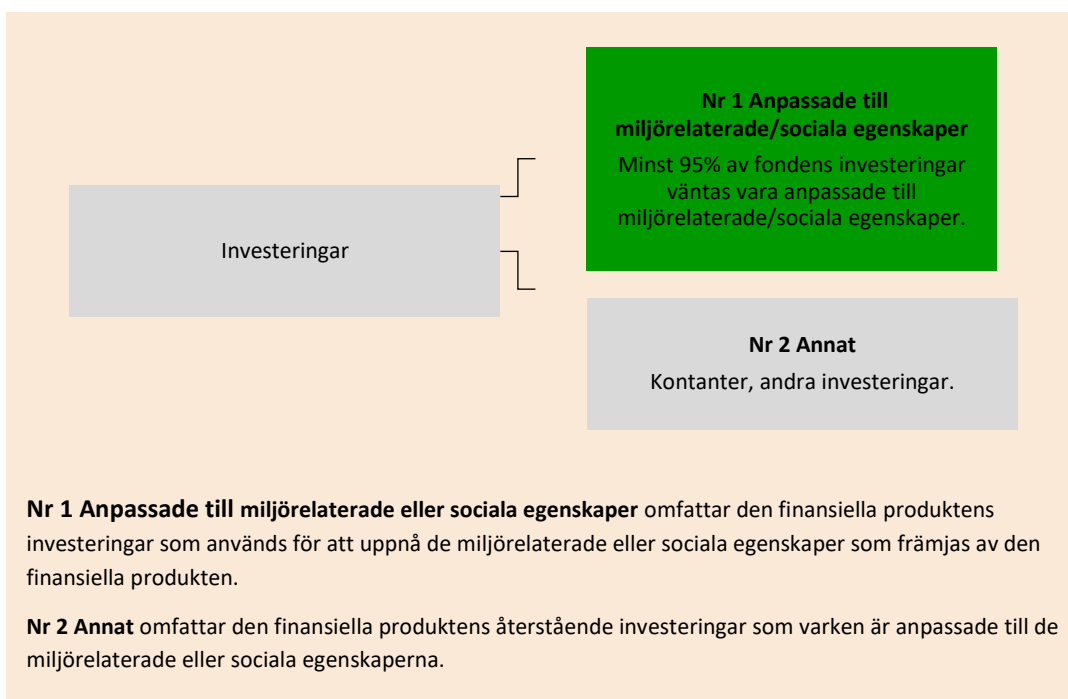 Nr 1 Anpassade till
miljörelaterade/sociala egenskaper
Minst 95% av fondens investeringar
väntas vara anpassade till
miljörelaterade/sociala egenskaper.
Investeringar
Nr 2 Annat
Kontanter, andra investeringar.
Nr 1 Anpassade till miljörelaterade eller sociala egenskaper omfattar den finansiella produktens
investeringar som används för att uppnå de miljörelaterade eller sociala egenskaper som främjas av den
finansiella produkten.
Nr 2 Annat omfattar den finansiella produktens återstående investeringar som varken är anpassade till de
miljörelaterade eller sociala egenskaperna.